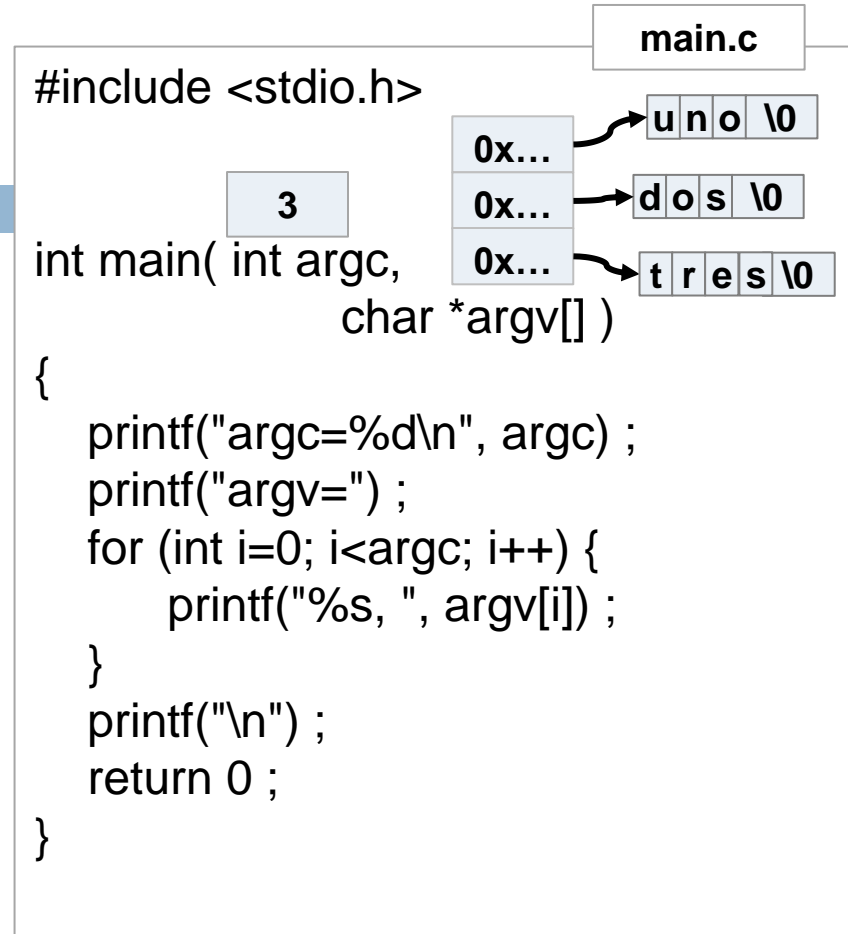 main.c
#include <stdio.h>
0x… u n o \0
3 0x… d o s \0
int main( int argc, 0x… t r e s \0
char *argv[] )
{
printf("argc=%d\n", argc) ;
printf("argv=") ;
for (int i=0; i<argc; i++) {
printf("%s, ", argv[i]) ;
}
printf("\n") ;
return 0 ;
}